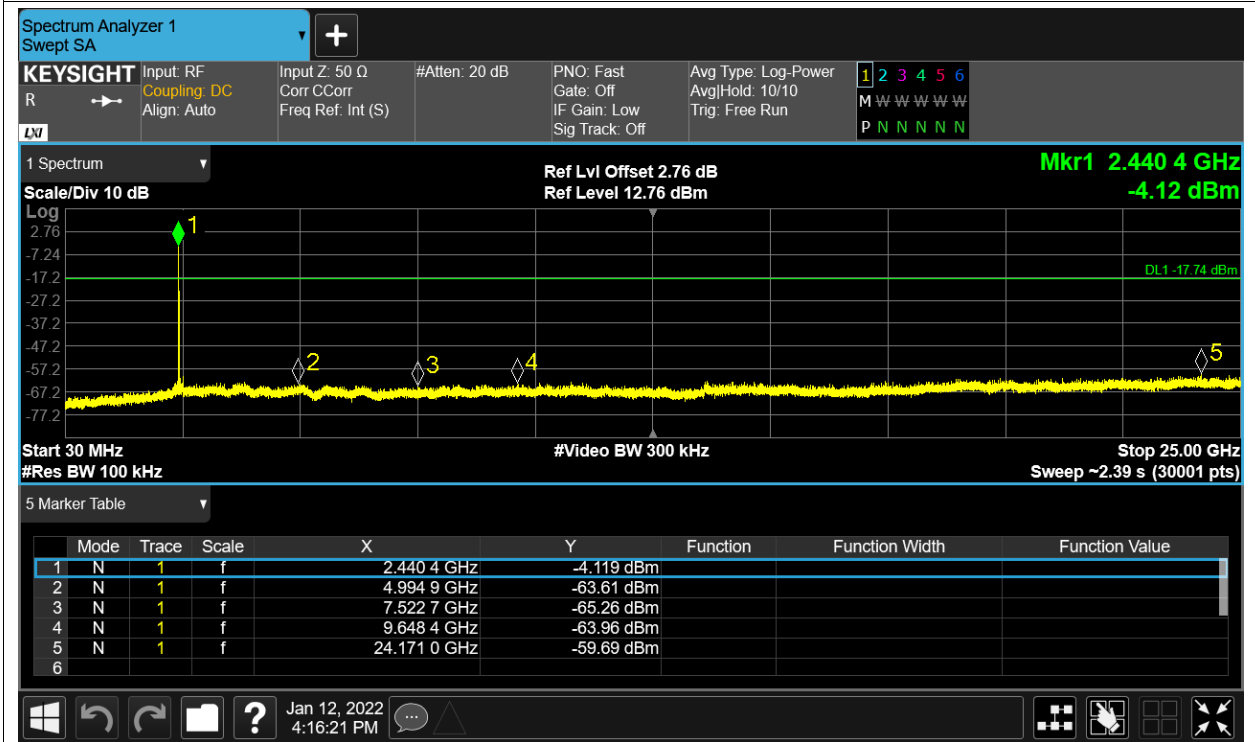 Spectrum Analyzer 1
Swept SA
+
KEYSIGHT
R
LXI
Input: RF
Coupling: DC
Align: Auto
Input Z: 50 Ω
Corr CCorr
Freq Ref: Int (S)
#Atten: 20 dB
PNO: Fast
Gate: Off
IF Gain: Low
Sig Track: Off
Avg Type: Log-Power
Avg|Hold: 10/10
Trig: Free Run
1 2 3 4 5 6
M W W W W W
P N N N N N
1 Spectrum
Scale/Div 10 dB
Ref Lvl Offset 2.76 dB
Ref Level 12.76 dBm
Mkr1 2.440 4 GHz
-4.12 dBm
Log
2.76
-7.24
-17.2
-27.2
-37.2
-47.2
-57.2
-67.2
-77.2
1
2
3
4
5
DL1 -17.74 dBm
Start 30 MHz
#Video BW 300 kHz
Stop 25.00 GHz
#Res BW 100 kHz
Sweep ~2.39 s (30001 pts)
5 Marker Table
Mode Trace Scale X Y Function Function Width Function Value
1 N 1 f 2.440 4 GHz -4.119 dBm
2 N 1 f 4.994 9 GHz -63.61 dBm
3 N 1 f 7.522 7 GHz -65.26 dBm
4 N 1 f 9.648 4 GHz -63.96 dBm
5 N 1 f 24.171 0 GHz -59.69 dBm
6
?
Jan 12, 2022
4:16:21 PM